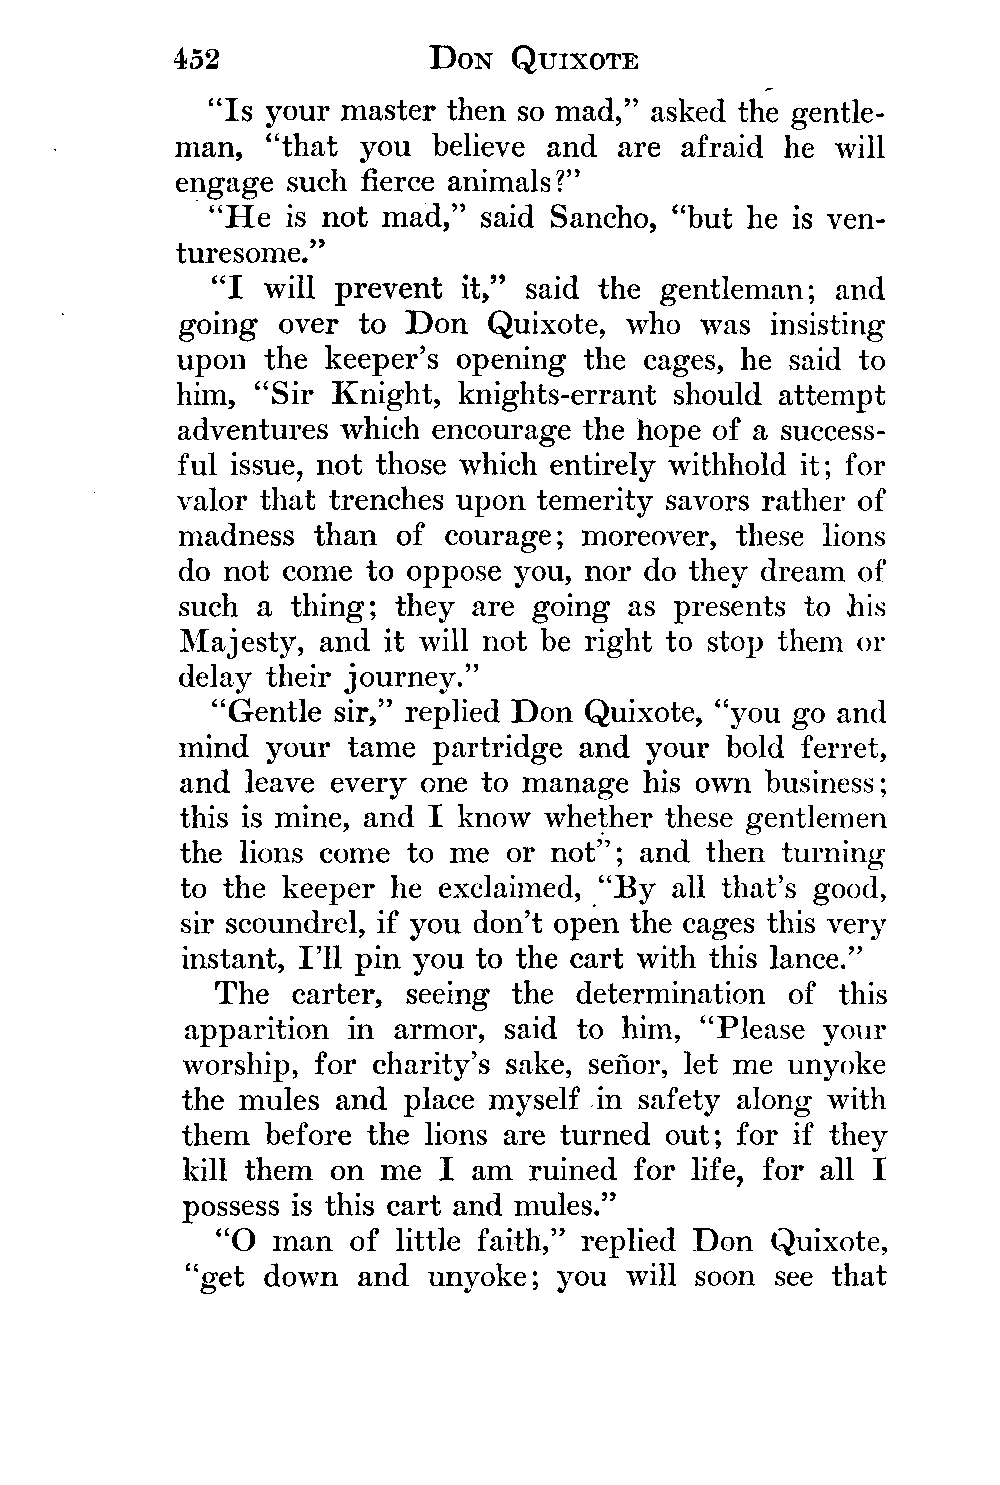 452 DON QUIXOTE
“Is your master then so mad,” asked the gentle-
man, “that you believe and are afraid he will
engage such fierce animals?”
“He is not mad,” said Sancho, “but he is ven-
turesome.”
“I will prevent it,” said the gentleman; and
going over to Don Quixote, who was insisting
upon the keeper’s opening the cages, he said to
him, “Sir Knight, knights-errant should attempt
adventures which encourage the hope of a success-
ful issue, not those which entirely withhold it; for
valor that trenches upon temerity savors rather of
madness than of courage; moreover, these lions
do not come to oppose you, nor do they dream of
such a thing; they are going as presents to his
Majesty, and it will not be right to stop them or
delay their journey.”
“Gentle sir,” replied Don Quixote, “you go and
mind your tame partridge and your bold ferret,
and leave every one to manage his own business;
this is mine, and I know whether these gentlemen
the lions come to me or not”; and then turning
to the keeper he exclaimed, “By all that’s good,
sir scoundrel, if you don’t open the cages this very
instant, I’ll pin you to the cart with this lance.”
The carter, seeing the determination of this
apparition in armor, said to him, “Please your
worship, for charity’s sake, señor, let me unyoke
the mules and place myself in safety along with
them before the lions are turned out; for if they
kill them on me I am ruined for life, for all I
possess is this cart and mules.”
“O man of little faith,” replied Don Quixote,
“get down and unyoke; you will soon see that